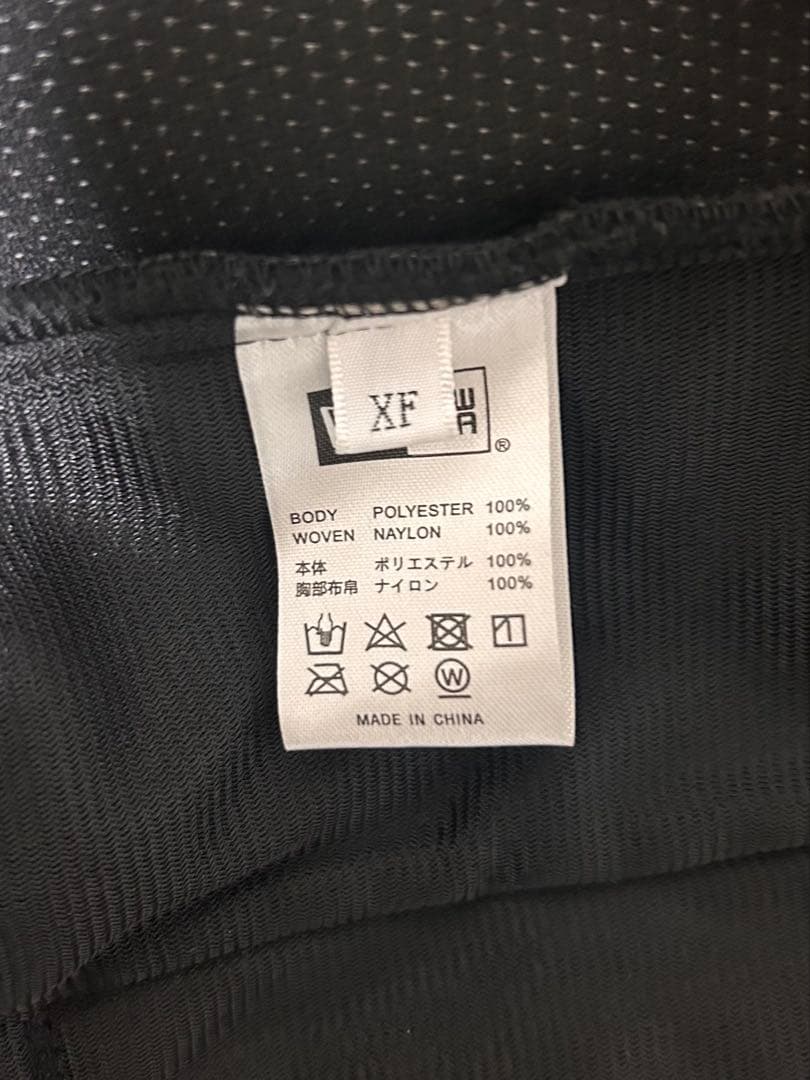 XF
W
A
®
BODY POLYESTER 100%
WOVEN NAYLON 100%
本体 ポリエステル 100%
胸部布帛 ナイロン 100%
W
MADE IN CHINA